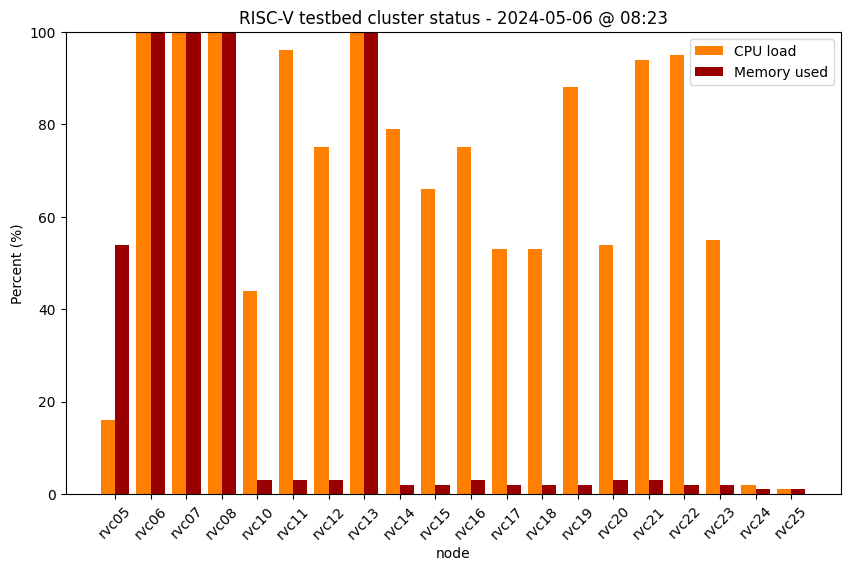 RISC-V testbed cluster status - 2024-05-06 @ 08:23
CPU load
Memory used
Percent (%)
100
80
60
40
20
0
rvc05 rvc06 rvc07 rvc08 rvc10 rvc11 rvc12 rvc13 rvc14 rvc15 rvc16 rvc17 rvc18 rvc19 rvc20 rvc21 rvc22 rvc23 rvc24 rvc25
node